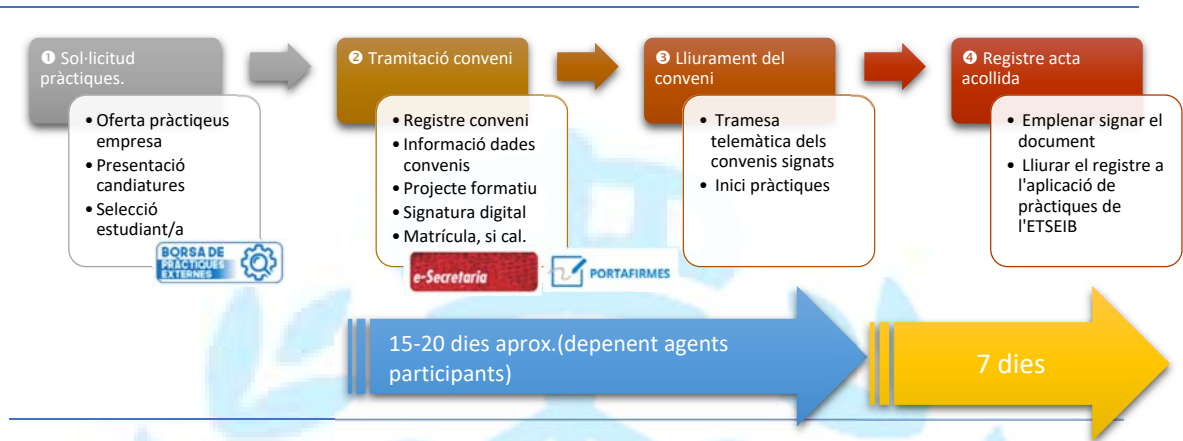 ❶ Sol·licitud
pràctiques.
• Oferta pràctiqeus
empresa
• Presentació
candiatures
• Selecció
estudiant/a
BORSA DE
PRÀCTIQUES
EXTERNES
❷ Tramitació conveni
• Registre conveni
• Informació dades
convenis
• Projecte formatiu
• Signatura digital
• Matrícula, si cal.
e-Secretaria
PORTAFIRMES
❸ Lliurament del
conveni
• Tramesa
telemàtica dels
convenis signats
• Inici pràctiques
❹ Registre acta
acollida
• Emplenar signar el
document
• Lliurar el registre a
l'aplicació de
pràctiques de
l'ETSEIB
15-20 dies aprox.(depenent agents
participants)
7 dies